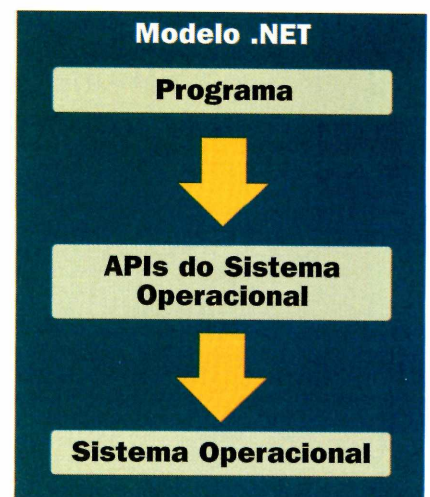 Modelo .NET
Programa
APIs do Sistema
Operacional
Sistema Operacional